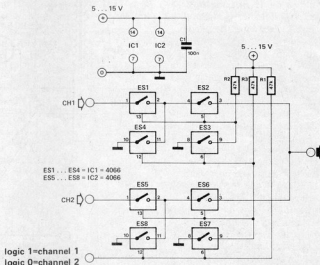 5 . . . 15 V
+
14
14
IC1
IC2
C1
100n
7
7
0
5 . . . 15 V
+
R2
R3
R1
47k
47k
47k
ES1
ES2
CH1
1
2
4
3
13
5
ES4
ES3
10
11
8
9
12
6
ES1 . . . ES4 = IC1 = 4066
ES5 . . . ES8 = IC2 = 4066
ES5
ES6
CH2
1
2
4
3
13
5
ES8
ES7
10
11
8
9
12
6
logic 1=channel 1
logic 0=channel 2